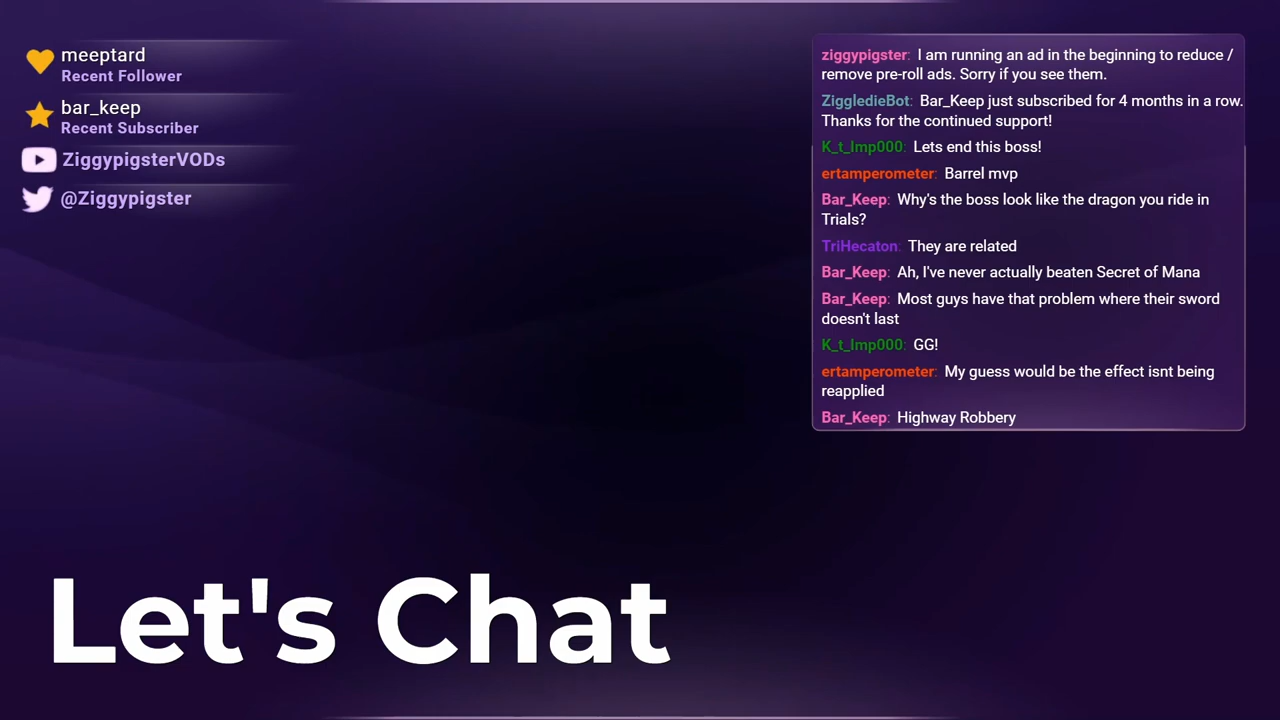 meeptard
Recent Follower
bar_keep
Recent Subscriber
ZiggypigsterVODs
@Ziggypigster
ziggypigster: I am running an ad in the beginning to reduce /
remove pre-roll ads. Sorry if you see them.
ZiggledieBot: Bar_Keep just subscribed for 4 months in a row.
Thanks for the continued support!
K_t_Imp000: Lets end this boss!
ertamperometer: Barrel mvp
Bar_Keep: Why's the boss look like the dragon you ride in
Trials?
TriHecaton: They are related
Bar_Keep: Ah, I've never actually beaten Secret of Mana
Bar_Keep: Most guys have that problem where their sword
doesn't last
K_t_Imp000: GG!
ertamperometer: My guess would be the effect isnt being
reapplied
Bar_Keep: Highway Robbery
Let's Chat